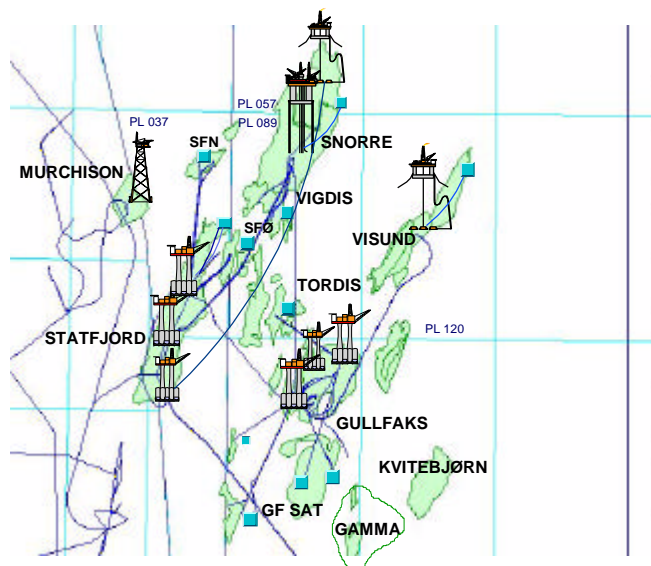 PL 057
PL 037
PL 089
SFN
SNORRE
MURCHISON
VIGDIS
SFØ
VISUND
TORDIS
STATFJORD
PL 120
GULLFAKS
KVITEBJØRN
GF SAT
GAMMA